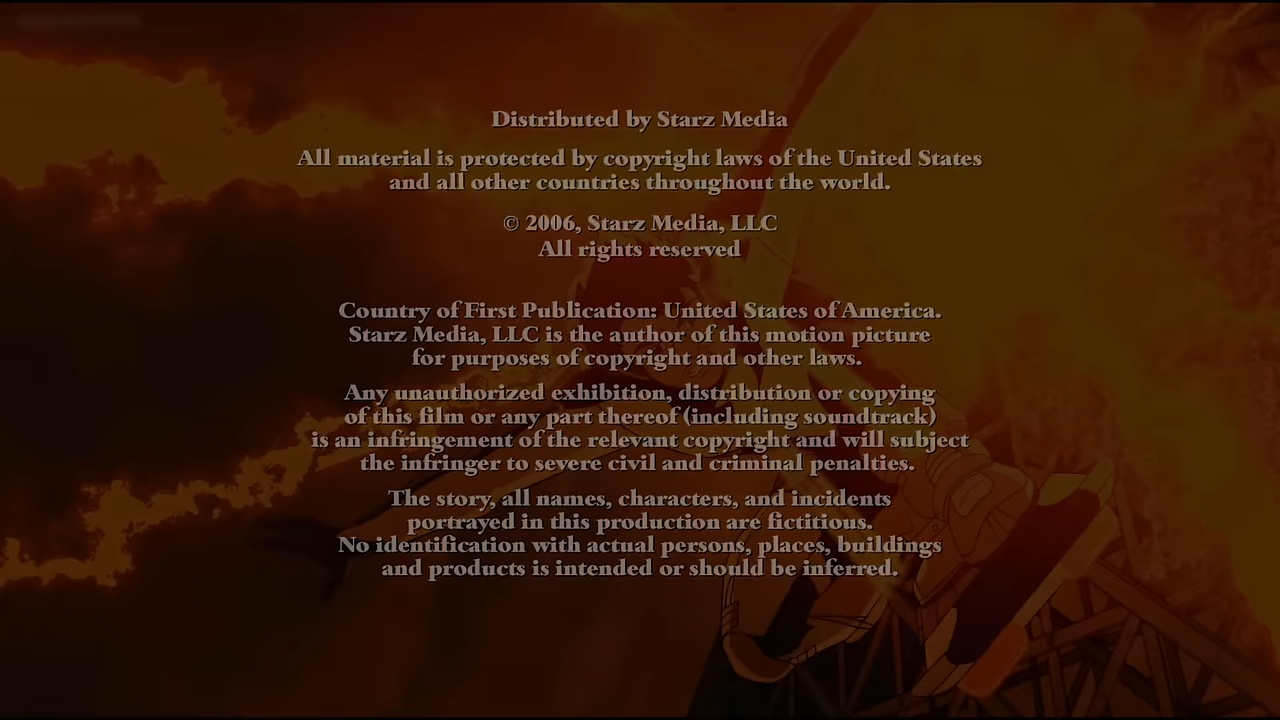 Distributed by Starz Media
All material is protected by copyright laws of the United States
and all other countries throughout the world.
© 2006, Starz Media, LLC
All rights reserved
Country of First Publication: United States of America.
Starz Media, LLC is the author of this motion picture
for purposes of copyright and other laws.
Any unauthorized exhibition, distribution or copying
of this film or any part thereof (including soundtrack)
is an infringement of the relevant copyright and will subject
the infringer to severe civil and criminal penalties.
The story, all names, characters, and incidents
portrayed in this production are fictitious.
No identification with actual persons, places, buildings
and products is intended or should be inferred.